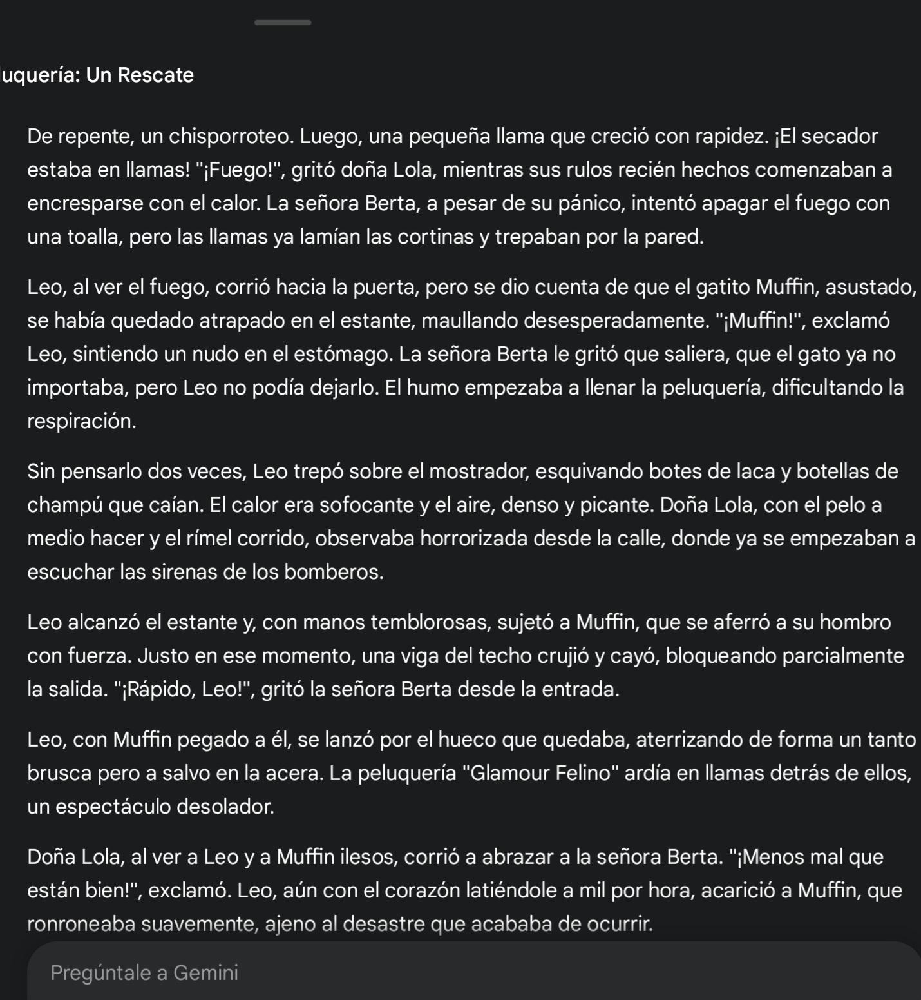 luquería: Un Rescate
De repente, un chisporroteo. Luego, una pequeña llama que creció con rapidez. ¡El secador
estaba en llamas! "¡Fuego!", gritó doña Lola, mientras sus rulos recién hechos comenzaban a
encresparse con el calor. La señora Berta, a pesar de su pánico, intentó apagar el fuego con
una toalla, pero las llamas ya lamían las cortinas y trepaban por la pared.
Leo, al ver el fuego, corrió hacia la puerta, pero se dio cuenta de que el gatito Muffin, asustado,
se había quedado atrapado en el estante, maullando desesperadamente. "¡Muffin!", exclamó
Leo, sintiendo un nudo en el estómago. La señora Berta le gritó que saliera, que el gato ya no
importaba, pero Leo no podía dejarlo. El humo empezaba a llenar la peluquería, dificultando la
respiración.
Sin pensarlo dos veces, Leo trepó sobre el mostrador, esquivando botes de laca y botellas de
champú que caían. El calor era sofocante y el aire, denso y picante. Doña Lola, con el pelo a
medio hacer y el rímel corrido, observaba horrorizada desde la calle, donde ya se empezaban a
escuchar las sirenas de los bomberos.
Leo alcanzó el estante y, con manos temblorosas, sujetó a Muffin, que se aferró a su hombro
con fuerza. Justo en ese momento, una viga del techo crujió y cayó, bloqueando parcialmente
la salida. "¡Rápido, Leo!", gritó la señora Berta desde la entrada.
Leo, con Muffin pegado a él, se lanzó por el hueco que quedaba, aterrizando de forma un tanto
brusca pero a salvo en la acera. La peluquería "Glamour Felino" ardía en llamas detrás de ellos,
un espectáculo desolador.
Doña Lola, al ver a Leo y a Muffin ilesos, corrió a abrazar a la señora Berta. "¡Menos mal que
están bien!", exclamó. Leo, aún con el corazón latiéndole a mil por hora, acarició a Muffin, que
ronroneaba suavemente, ajeno al desastre que acababa de ocurrir.
Pregúntale a Gemini